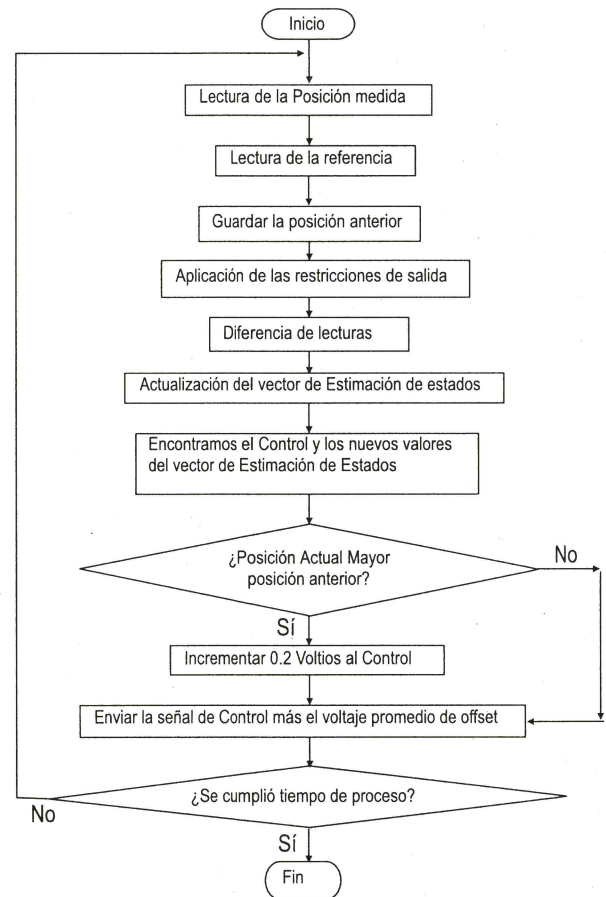 Inicio
Lectura de la Posición medida
Lectura de la referencia
Guardar la posición anterior
Aplicación de las restricciones de salida
Diferencia de lecturas
Actualización del vector de Estimación de estados
Encontramos el Control y los nuevos valores
del vector de Estimación de Estados
¿Posición Actual Mayor
posición anterior?
No
Sí
Incrementar 0.2 Voltios al Control
Enviar la señal de Control más el voltaje promedio de offset
¿Se cumplió tiempo de proceso?
No
Sí
Fin